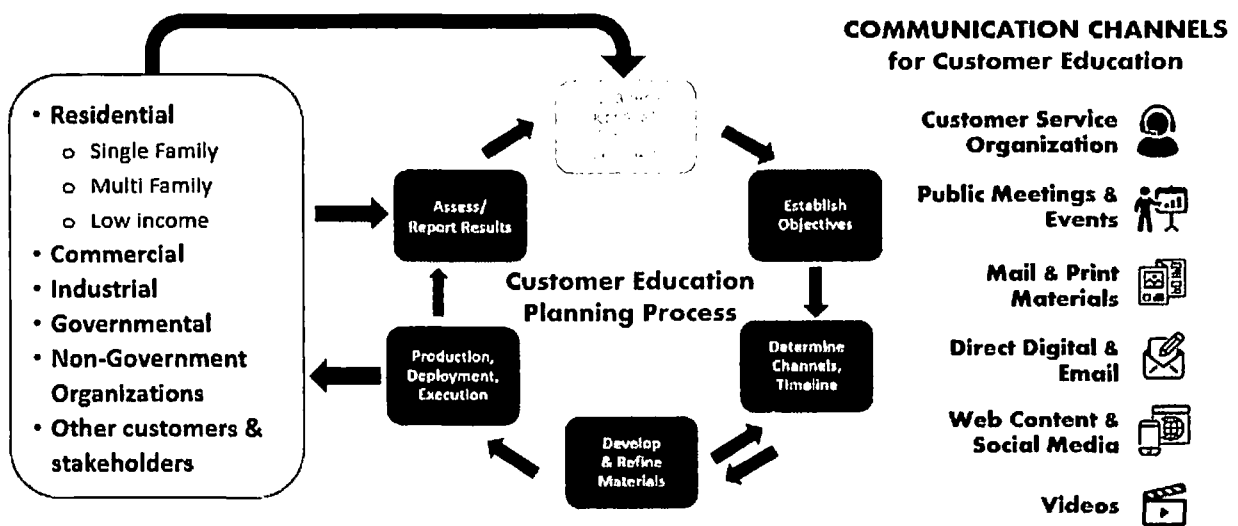 COMMUNICATION CHANNELS
for Customer Education
• Residential
o Single Family
o Multi Family
o Low income
• Commercial
• Industrial
• Governmental
• Non-Government
Organizations
• Other customers &
stakeholders
Assess/
Report Results
Establish
Objectives
Customer Education
Planning Process
Production,
Deployment,
Execution
Determine
Channels,
Timeline
Develop
& Refine
Materials
Customer Service
Organization
Public Meetings &
Events
Mail & Print
Materials
Direct Digital &
Email
Web Content &
Social Media
Videos